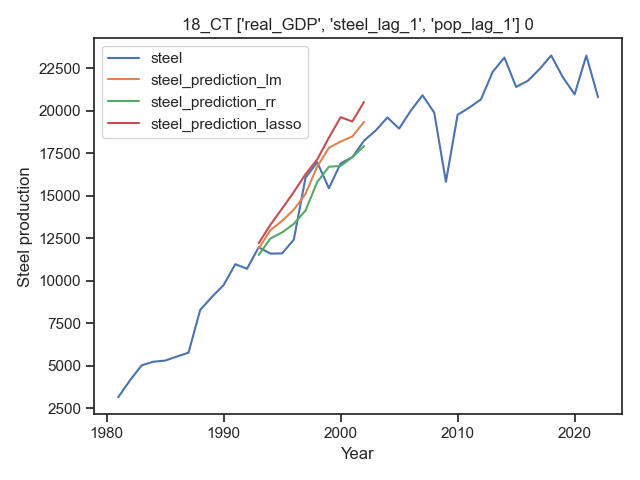 18_CT ['real_GDP', 'steel_lag_1', 'pop_lag_1'] 0
steel
steel_prediction_lm
steel_prediction_rr
steel_prediction_lasso
Steel production
22500
20000
17500
15000
12500
10000
7500
5000
2500
1980
1990
2000
2010
2020
Year